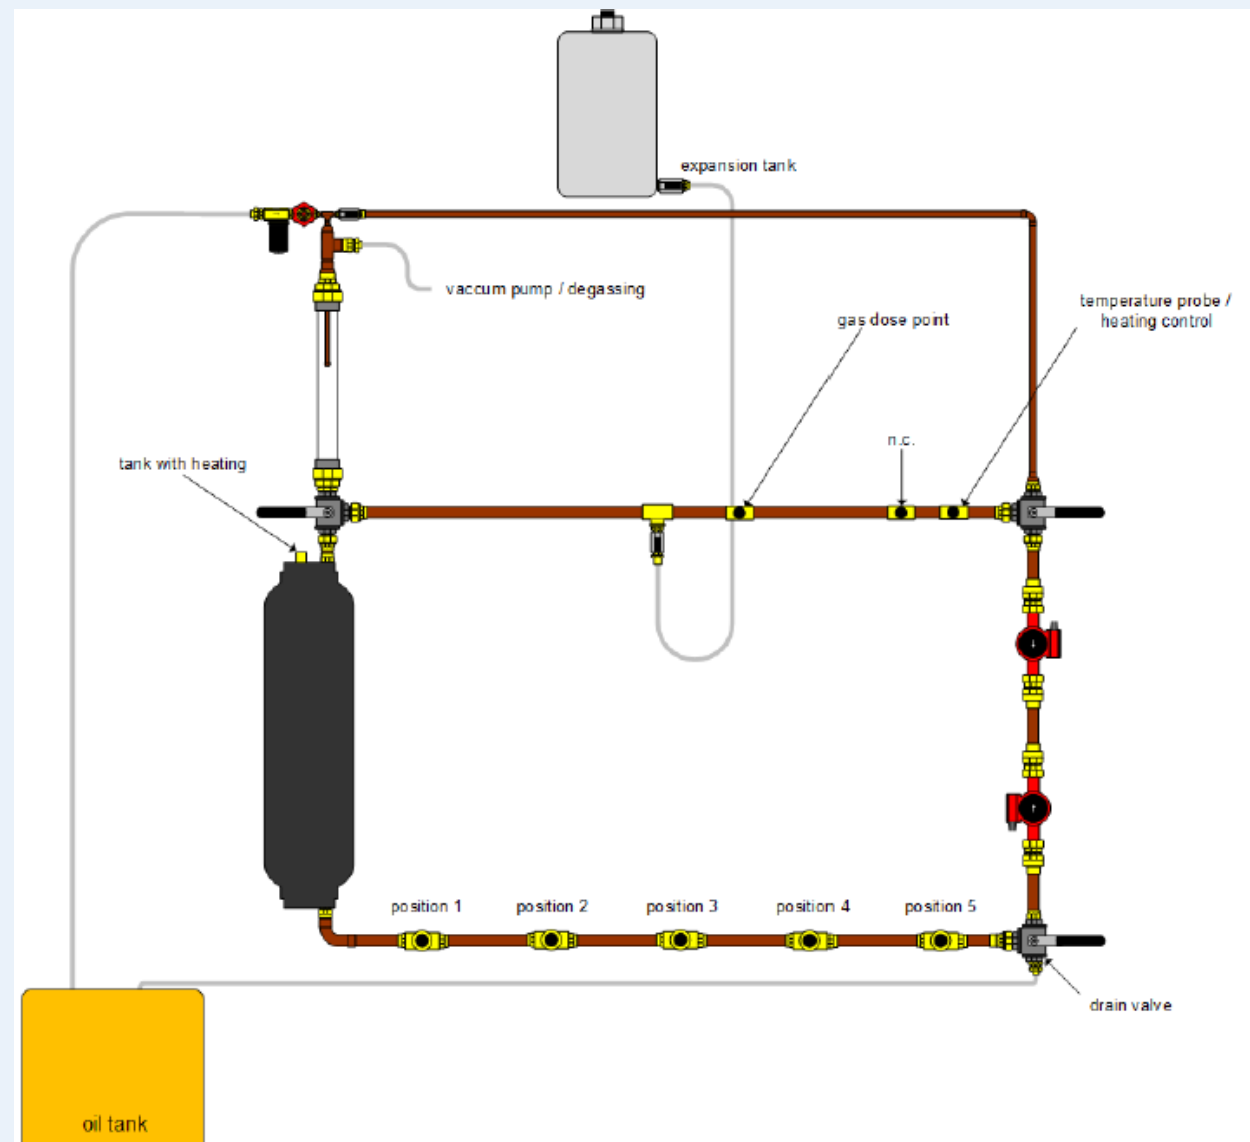 expansion tank
vaccum pump / degassing
temperature probe /
heating control
gas dose point
n.c.
tank with heating
position 1
position 2
position 3
position 4
position 5
drain valve
oil tank